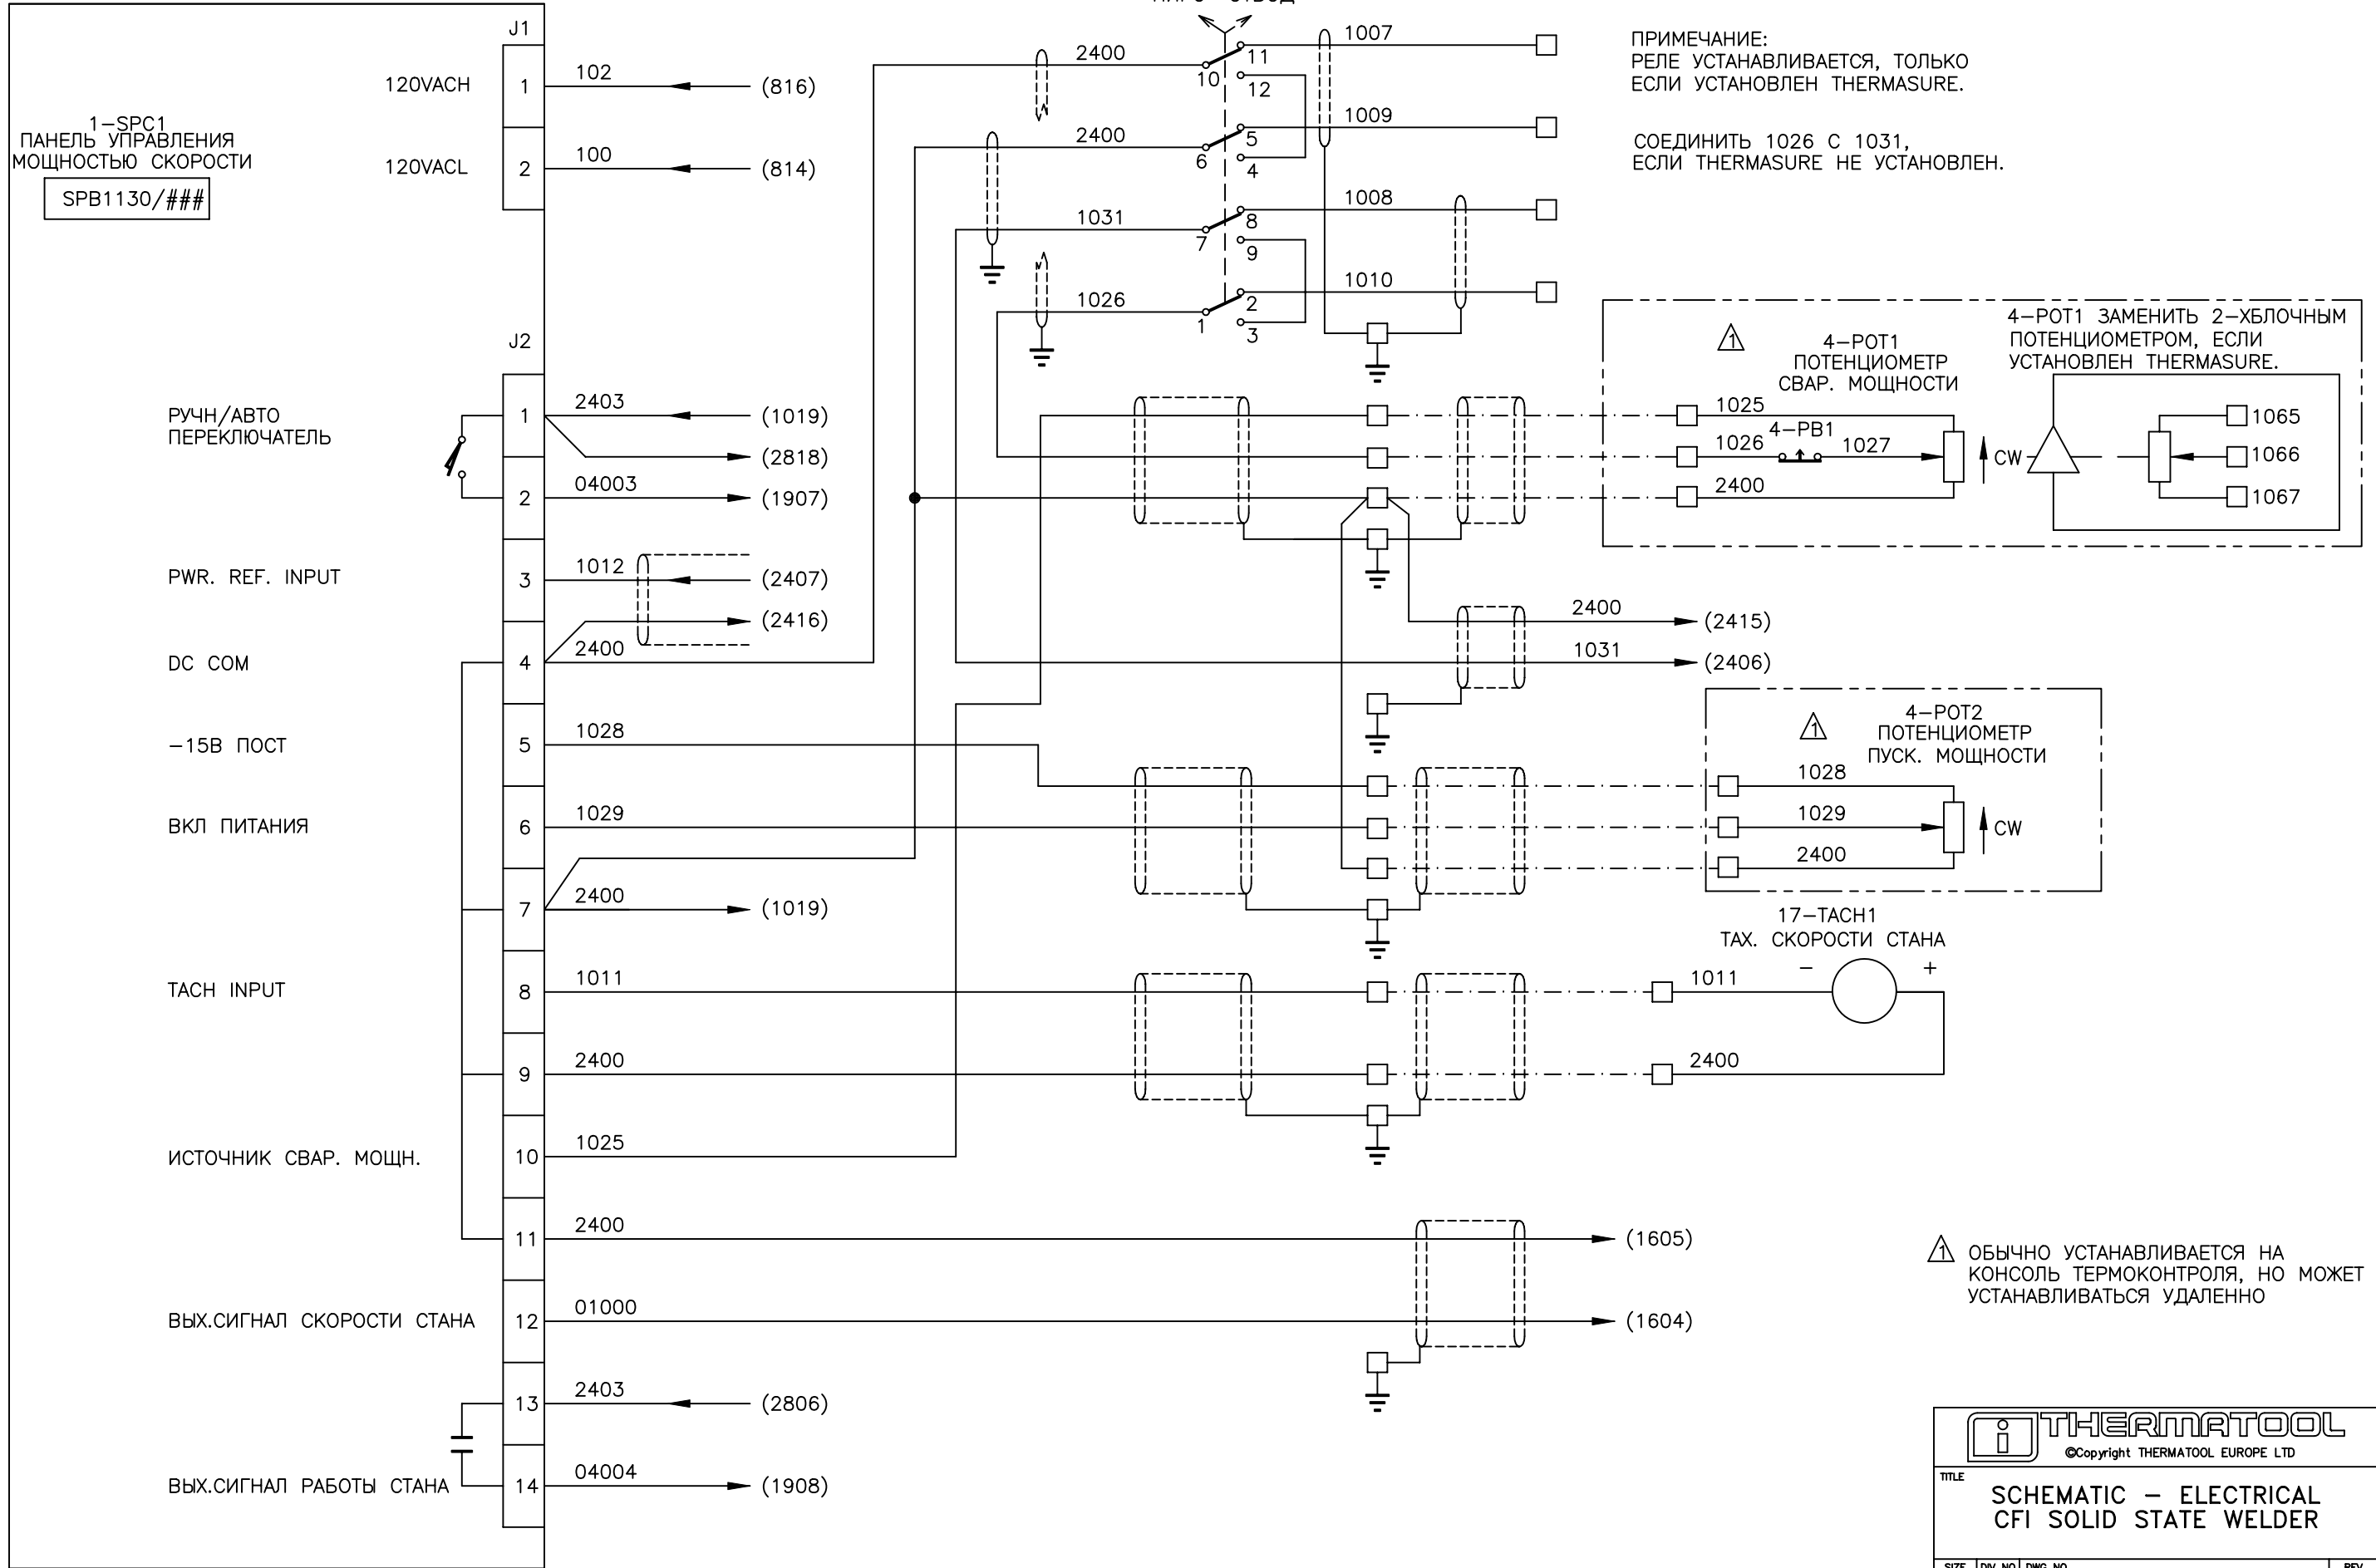 J1
120VACH
1
102
(816)
1-SPC1
ПАНЕЛЬ УПРАВЛЕНИЯ
МОЩНОСТЬЮ СКОРОСТИ
SPB1130/###
120VACL
2
100
(814)
2400
10
11
12
1007
2400
6
5
4
1009
1031
7
8
9
1008
1026
1
2
3
1010
ПРИМЕЧАНИЕ:
РЕЛЕ УСТАНАВЛИВАЕТСЯ, ТОЛЬКО
ЕСЛИ УСТАНОВЛЕН THERMASURE.
СОЕДИНИТЬ 1026 С 1031,
ЕСЛИ THERMASURE НЕ УСТАНОВЛЕН.
J2
РУЧН/АВТО
ПЕРЕКЛЮЧАТЕЛЬ
1
2403
(1019)
(2818)
2
04003
(1907)
PWR. REF. INPUT
3
1012
(2407)
(2416)
DC COM
4
2400
-15В ПОСТ
5
1028
ВКЛ ПИТАНИЯ
6
1029
7
2400
(1019)
TACH INPUT
8
1011
9
2400
ИСТОЧНИК СВАР. МОЩН.
10
1025
11
2400
(1605)
ВЫХ.СИГНАЛ СКОРОСТИ СТАНА
12
01000
(1604)
13
2403
(2806)
ВЫХ.СИГНАЛ РАБОТЫ СТАНА
14
04004
(1908)
1
4-POT1
ПОТЕНЦИОМЕТР
СВАР. МОЩНОСТИ
4-POT1 ЗАМЕНИТЬ 2-ХБЛОЧНЫМ
ПОТЕНЦИОМЕТРОМ, ЕСЛИ
УСТАНОВЛЕН THERMASURE.
1025
1026
4-PB1
1027
2400
CW
1065
1066
1067
2400
(2415)
1031
(2406)
1
4-POT2
ПОТЕНЦИОМЕТР
ПУСК. МОЩНОСТИ
1028
1029
2400
CW
17-TACH1
ТАХ. СКОРОСТИ СТАНА
1011
-
+
2400
1
ОБЫЧНО УСТАНАВЛИВАЕТСЯ НА
КОНСОЛЬ ТЕРМОКОНТРОЛЯ, НО МОЖЕТ
УСТАНАВЛИВАТЬСЯ УДАЛЕННО
THERMATOOL
©Copyright THERMATOOL EUROPE LTD
TITLE
SCHEMATIC - ELECTRICAL
CFI SOLID STATE WELDER
SIZE DIV NO DWG NO REV